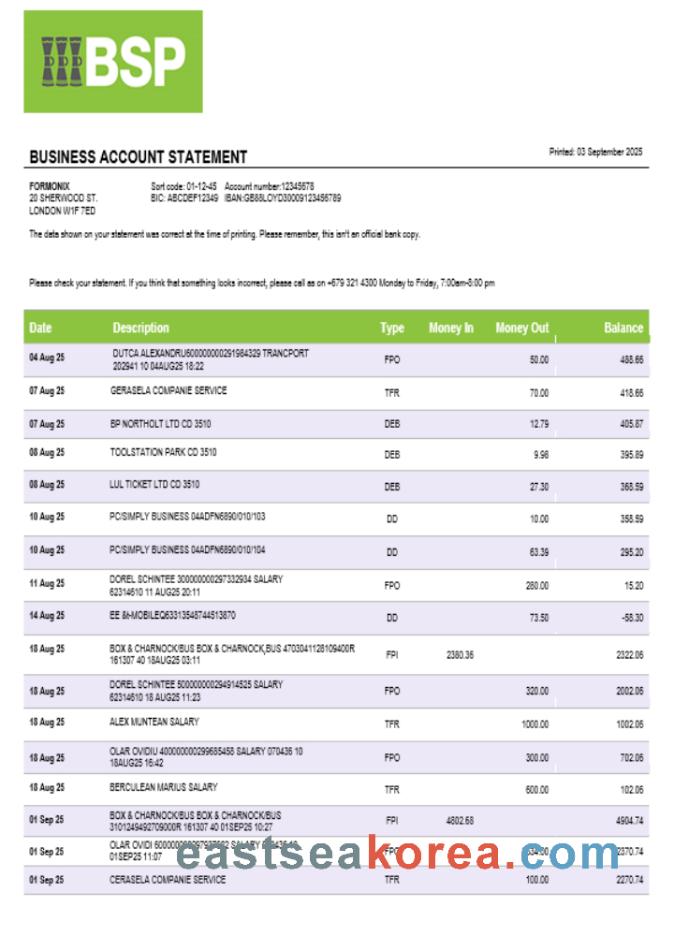 BSP
BUSINESS ACCOUNT STATEMENT
Printed: 03 September 2025
FORMONIX Sort code: 01-12-45 Account number:12345678
20 SHERWOOD ST. BIC: ABCDEF12349 IBAN:GB88LOYD30009123456789
LONDON W1F 7ED
The data shown on your statement was correct at the time of printing. Please remember, this isn't an official bank copy.
Please check your statement. If you think that something looks incorrect, please call as on +679 321 4300 Monday to Friday, 7:00am-8:00 pm
Date Description Type Money In Money Out Balance
04 Aug 25 DUTCA ALEXANDRU600000000291984329 TRANCPORT FPO 50.00 488.66
202941 10 04AUG25 18:22
07 Aug 25 GERASELA COMPANIE SERVICE TFR 70.00 418.66
07 Aug 25 BP NORTHOLT LTD CD 3510 DEB 12.79 405.87
08 Aug 25 TOOLSTATION PARK CD 3510 DEB 9.98 395.89
08 Aug 25 LUL TICKET LTD CD 3510 DEB 27.30 368.59
10 Aug 25 PC/SIMPLY BUSINESS 04ADFN6890/010/103 DD 10.00 358.59
10 Aug 25 PC/SIMPLY BUSINESS 04ADFN6890/010/104 DD 63.39 295.20
11 Aug 25 DOREL SCHINTEE 300000000297332934 SALARY FPO 280.00 15.20
62314610 11 AUG25 20:11
14 Aug 25 EE &MOBILEQ63313548744513870 DD 73.50 -58.30
18 Aug 25 BOX & CHARNOCK/BUS BOX & CHARNOCK,BUS 4703041128109400R FPI 2380.36 2322.06
161307 40 18AUG25 03:11
18 Aug 25 DOREL SCHINTEE 500000000294914525 SALARY FPO 320.00 2002.06
62314610 18 AUG25 11:23
18 Aug 25 ALEX MUNTEAN SALARY TFR 1000.00 1002.06
18 Aug 25 OLAR OVIDIU 400000000299685458 SALARY 070436 10 FPO 300.00 702.06
18AUG25 16:42
18 Aug 25 BERCULEAN MARIUS SALARY TFR 600.00 102.06
01 Sep 25 BOX & CHARNOCK/BUS BOX & CHARNOCK/BUS FPI 4802.68 4904.74
3101249492709000R 161307 40 01SEP25 10:27
01 Sep 25 OLAR OVIDI SALARY FPO 2370.74
01SEP25 11:07
eastseakorea.com
01 Sep 25 CERASELA COMPANIE SERVICE TFR 100.00 2270.74